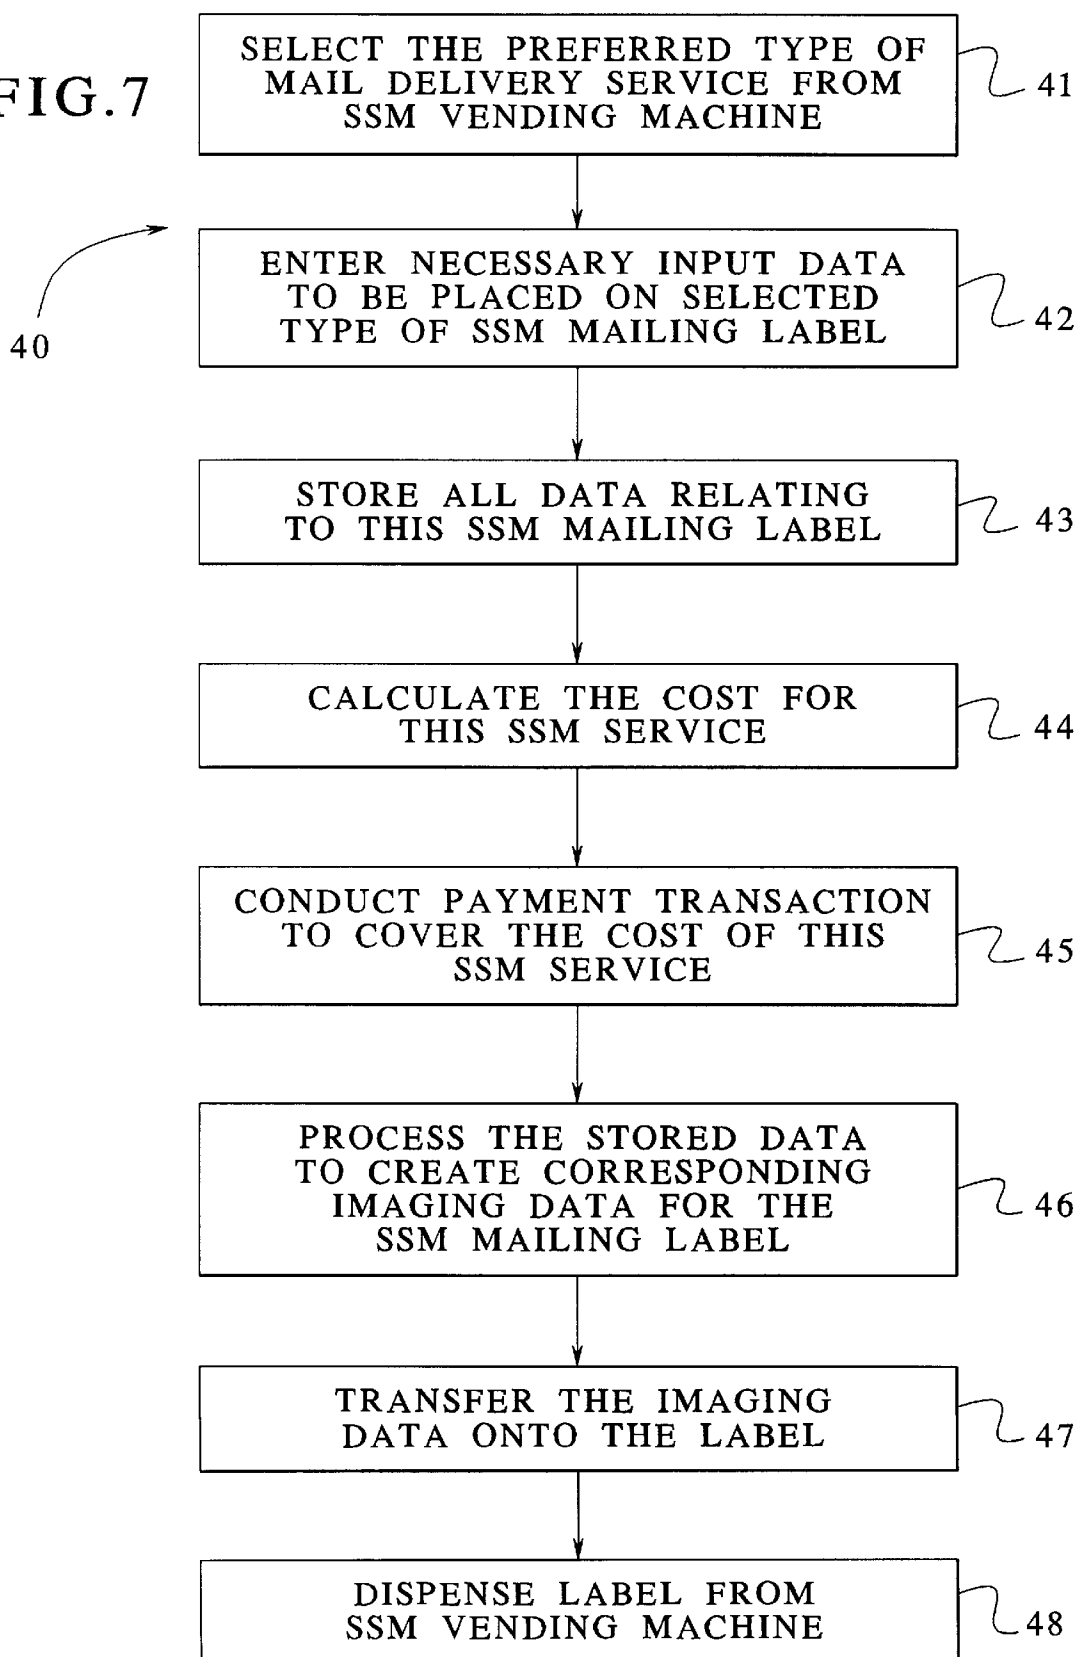 FIG.7
SELECT THE PREFERRED TYPE OF
MAIL DELIVERY SERVICE FROM
SSM VENDING MACHINE
41
40
ENTER NECESSARY INPUT DATA
TO BE PLACED ON SELECTED
TYPE OF SSM MAILING LABEL
42
STORE ALL DATA RELATING
TO THIS SSM MAILING LABEL
43
CALCULATE THE COST FOR
THIS SSM SERVICE
44
CONDUCT PAYMENT TRANSACTION
TO COVER THE COST OF THIS
SSM SERVICE
45
PROCESS THE STORED DATA
TO CREATE CORRESPONDING
IMAGING DATA FOR THE
SSM MAILING LABEL
46
TRANSFER THE IMAGING
DATA ONTO THE LABEL
47
DISPENSE LABEL FROM
SSM VENDING MACHINE
48